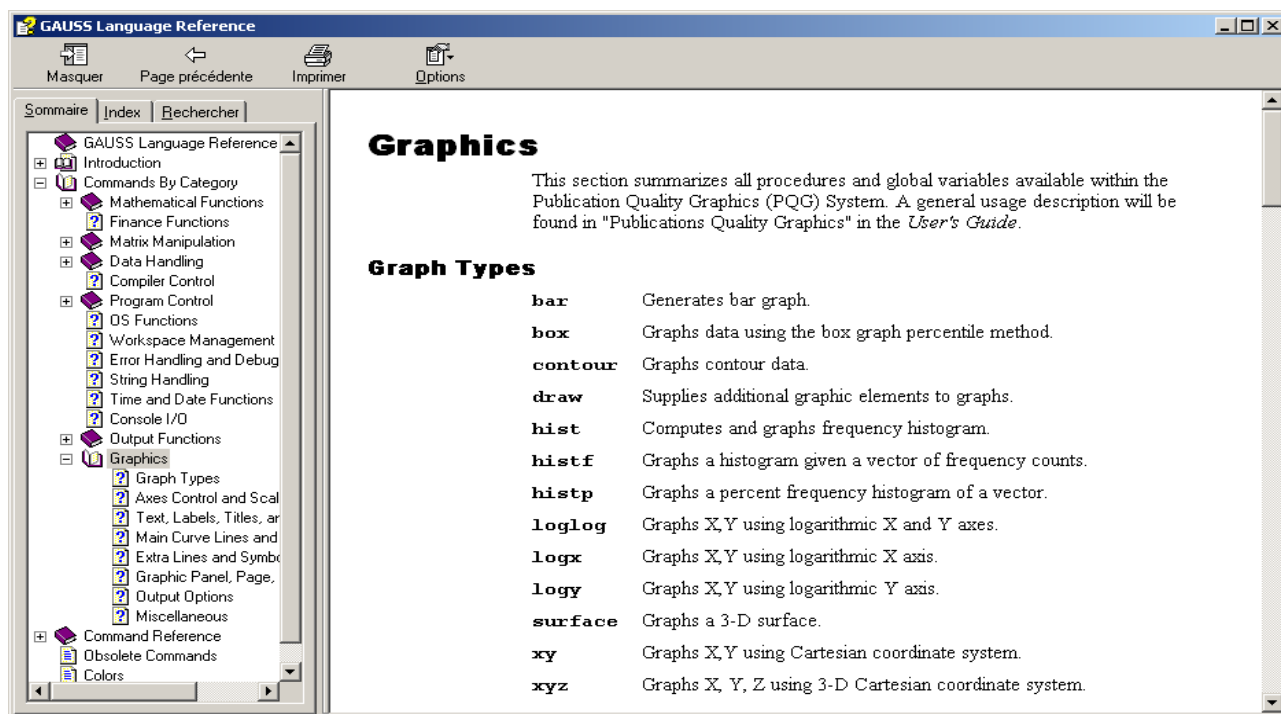 GAUSS Language Reference
Masquer Page précédente Imprimer Options
Sommaire Index Rechercher
GAUSS Language Reference
Introduction
Commands By Category
Mathematical Functions
Finance Functions
Matrix Manipulation
Data Handling
Compiler Control
Program Control
OS Functions
Workspace Management
Error Handling and Debug
String Handling
Time and Date Functions
Console I/O
Output Functions
Graphics
Graph Types
Axes Control and Scal
Text, Labels, Titles, ar
Main Curve Lines and
Extra Lines and Symbo
Graphic Panel, Page,
Output Options
Miscellaneous
Command Reference
Obsolete Commands
Colors
Graphics
This section summarizes all procedures and global variables available within the
Publication Quality Graphics (PQG) System. A general usage description will be
found in "Publications Quality Graphics" in the User's Guide.
Graph Types
bar Generates bar graph.
box Graphs data using the box graph percentile method.
contour Graphs contour data.
draw Supplies additional graphic elements to graphs.
hist Computes and graphs frequency histogram.
histf Graphs a histogram given a vector of frequency counts.
histp Graphs a percent frequency histogram of a vector.
loglog Graphs X,Y using logarithmic X and Y axes.
logx Graphs X,Y using logarithmic X axis.
logy Graphs X,Y using logarithmic Y axis.
surface Graphs a 3-D surface.
xy Graphs X,Y using Cartesian coordinate system.
xyz Graphs X, Y, Z using 3-D Cartesian coordinate system.